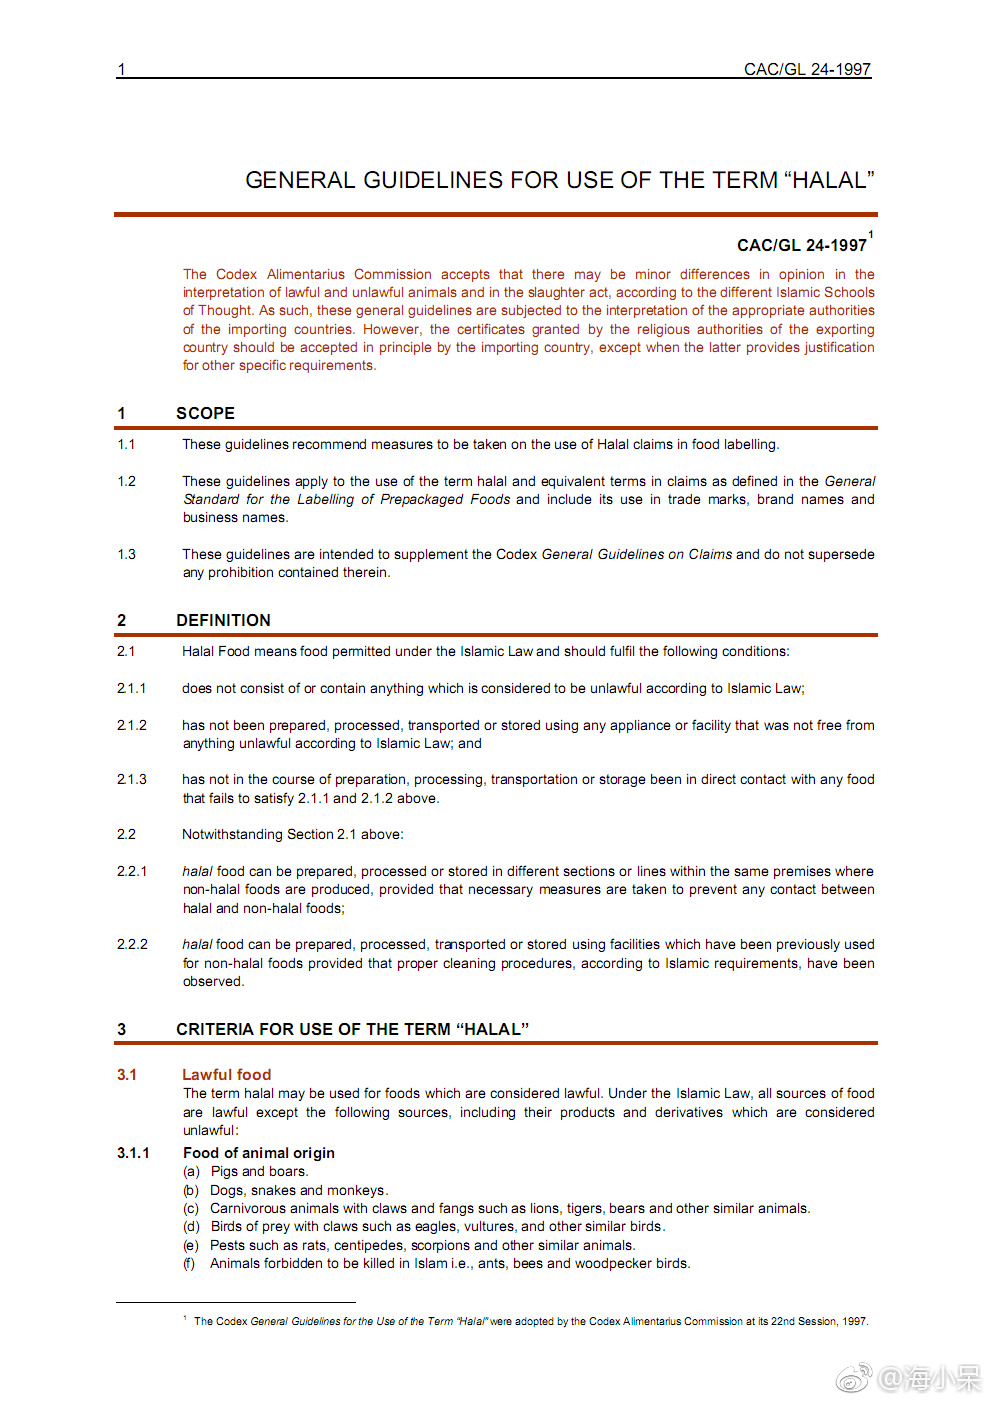 1 CAC/GL 24-1997
GENERAL GUIDELINES FOR USE OF THE TERM “HALAL”
CAC/GL 24-1997¹
The Codex Alimentarius Commission accepts that there may be minor differences in opinion in the
interpretation of lawful and unlawful animals and in the slaughter act, according to the different Islamic Schools
of Thought. As such, these general guidelines are subjected to the interpretation of the appropriate authorities
of the importing countries. However, the certificates granted by the religious authorities of the exporting
country should be accepted in principle by the importing country, except when the latter provides justification
for other specific requirements.
1 SCOPE
1.1 These guidelines recommend measures to be taken on the use of Halal claims in food labelling.
1.2 These guidelines apply to the use of the term halal and equivalent terms in claims as defined in the General
Standard for the Labelling of Prepackaged Foods and include its use in trade marks, brand names and
business names.
1.3 These guidelines are intended to supplement the Codex General Guidelines on Claims and do not supersede
any prohibition contained therein.
2 DEFINITION
2.1 Halal Food means food permitted under the Islamic Law and should fulfil the following conditions:
2.1.1 does not consist of or contain anything which is considered to be unlawful according to Islamic Law;
2.1.2 has not been prepared, processed, transported or stored using any appliance or facility that was not free from
anything unlawful according to Islamic Law; and
2.1.3 has not in the course of preparation, processing, transportation or storage been in direct contact with any food
that fails to satisfy 2.1.1 and 2.1.2 above.
2.2 Notwithstanding Section 2.1 above:
2.2.1 halal food can be prepared, processed or stored in different sections or lines within the same premises where
non-halal foods are produced, provided that necessary measures are taken to prevent any contact between
halal and non-halal foods;
2.2.2 halal food can be prepared, processed, transported or stored using facilities which have been previously used
for non-halal foods provided that proper cleaning procedures, according to Islamic requirements, have been
observed.
3 CRITERIA FOR USE OF THE TERM “HALAL”
3.1 Lawful food
The term halal may be used for foods which are considered lawful. Under the Islamic Law, all sources of food
are lawful except the following sources, including their products and derivatives which are considered
unlawful:
3.1.1 Food of animal origin
(a) Pigs and boars.
(b) Dogs, snakes and monkeys.
(c) Carnivorous animals with claws and fangs such as lions, tigers, bears and other similar animals.
(d) Birds of prey with claws such as eagles, vultures, and other similar birds.
(e) Pests such as rats, centipedes, scorpions and other similar animals.
(f) Animals forbidden to be killed in Islam i.e., ants, bees and woodpecker birds.
¹ The Codex General Guidelines for the Use of the Term “Halal” were adopted by the Codex Alimentarius Commission at its 22nd Session, 1997.
@海小呆